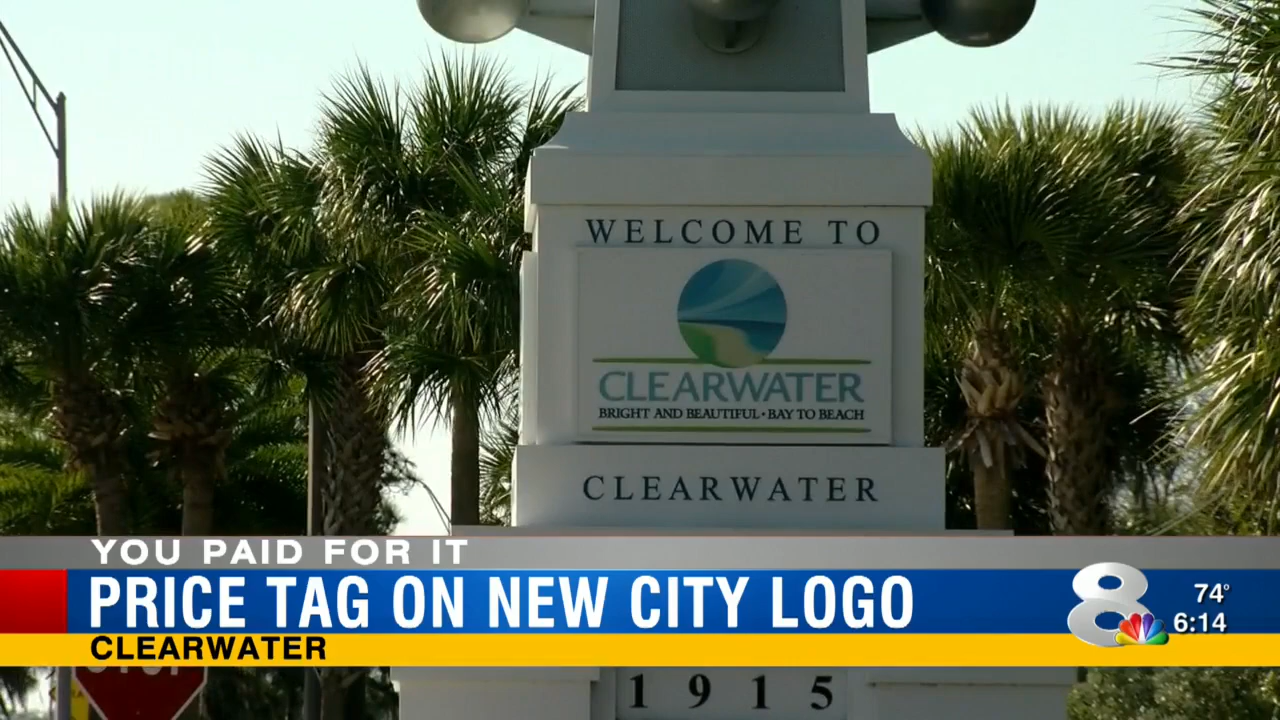 WELCOME TO
CLEARWATER
BRIGHT AND BEAUTIFUL • BAY TO BEACH
CLEARWATER
YOU PAID FOR IT
PRICE TAG ON NEW CITY LOGO
CLEARWATER
8
74°
6:14
STOP
1915